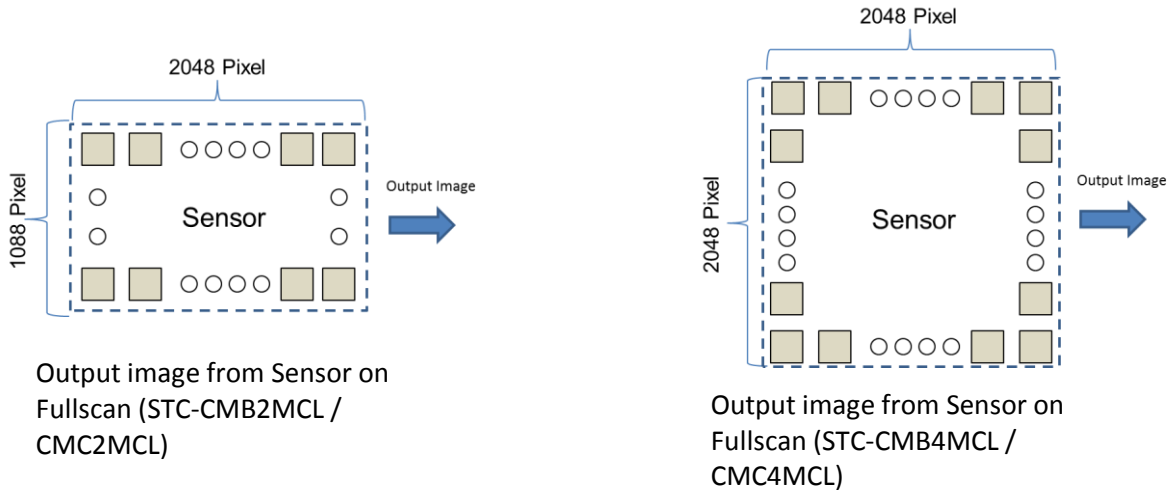 2048 Pixel
1088 Pixel
Sensor
Output Image
Output image from Sensor on
Fullscan (STC-CMB2MCL /
CMC2MCL)
2048 Pixel
2048 Pixel
Sensor
Output Image
Output image from Sensor on
Fullscan (STC-CMB4MCL /
CMC4MCL)